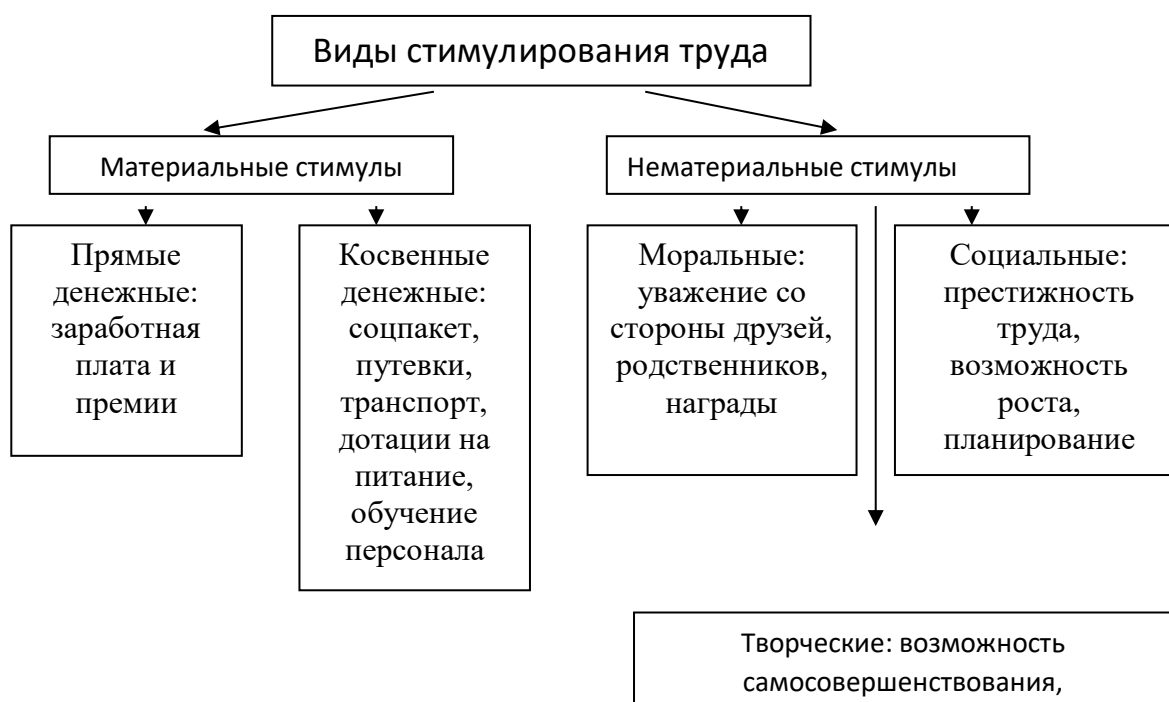 Виды стимулирования труда
Материальные стимулы
Нематериальные стимулы
Прямые
денежные:
заработная
плата и
премии
Косвенные
денежные:
соцпакет,
путевки,
транспорт,
дотации на
питание,
обучение
персонала
Моральные:
уважение со
стороны друзей,
родственников,
награды
Социальные:
престижность
труда,
возможность
роста,
планирование
Творческие: возможность
самосовершенствования,